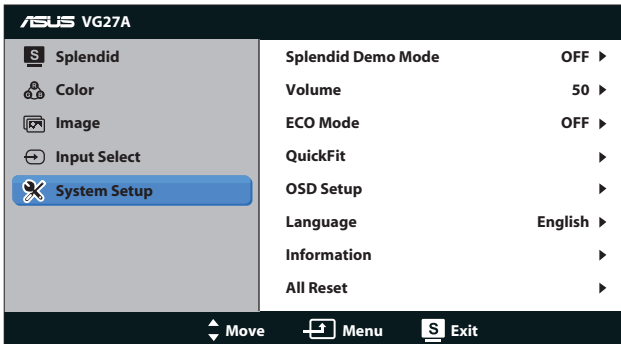 ASUS VG27A
S Splendid
Color
Image
Input Select
System Setup
Splendid Demo Mode OFF
Volume 50
ECO Mode OFF
QuickFit
OSD Setup
Language English
Information
All Reset
Move Menu S Exit